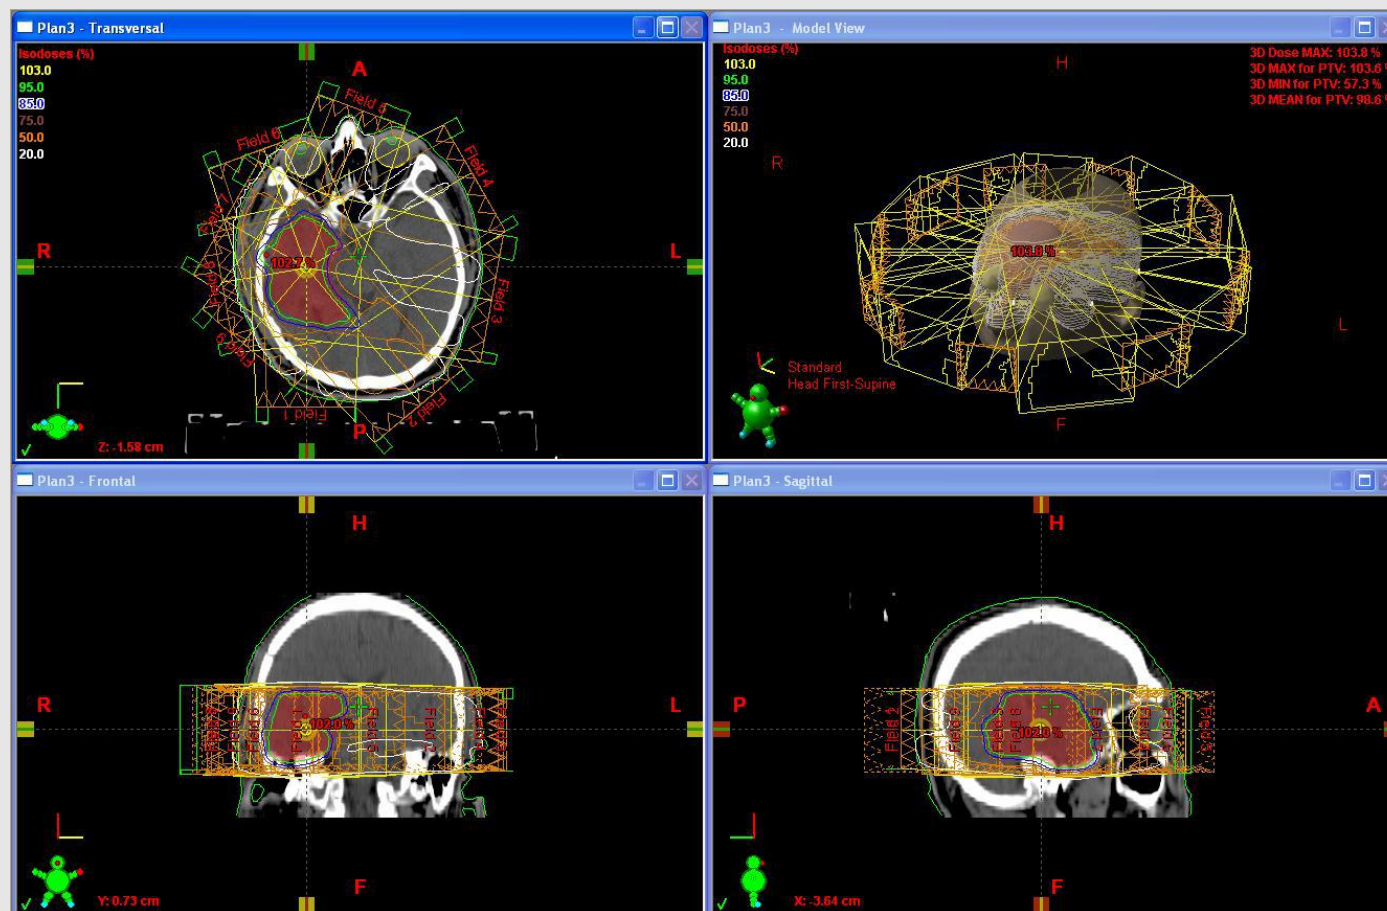 Plan3 - Transversal
Isodoses (%)
103.0
95.0
85.0
75.0
50.0
20.0
A
Field 5
Field 6
Field 4
Field 7
R
L
102.7 %
Field 3
Field 9
Field 1
Field 2
P
Z: -1.58 cm
Plan3 - Model View
Isodoses (%)
103.0
95.0
85.0
75.0
50.0
20.0
H
3D Dose MAX: 103.8 %
3D MAX for PTV: 103.6 %
3D MIN for PTV: 57.3 %
3D MEAN for PTV: 98.6 %
R
103.8 %
L
Standard
Head First-Supine
F
Plan3 - Frontal
H
R
L
102.0 %
F
Y: 0.73 cm
Plan3 - Sagittal
H
P
A
102.0 %
F
X: -3.64 cm